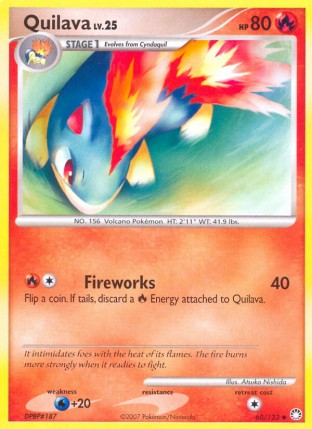 Quilava LV.25 HP 80
STAGE 1 Evolves from Cyndaquil
NO. 156 Volcano Pokémon HT: 2'11" WT: 41.9 lbs.
Fireworks 40
Flip a coin. If tails, discard a Energy attached to Quilava.
It intimidates foes with the heat of its flames. The fire burns
more strongly when it readies to fight.
Illus. Atsuko Nishida
weakness resistance retreat cost
+20
DPBP#187 ©2007 Pokémon/Nintendo 60/123